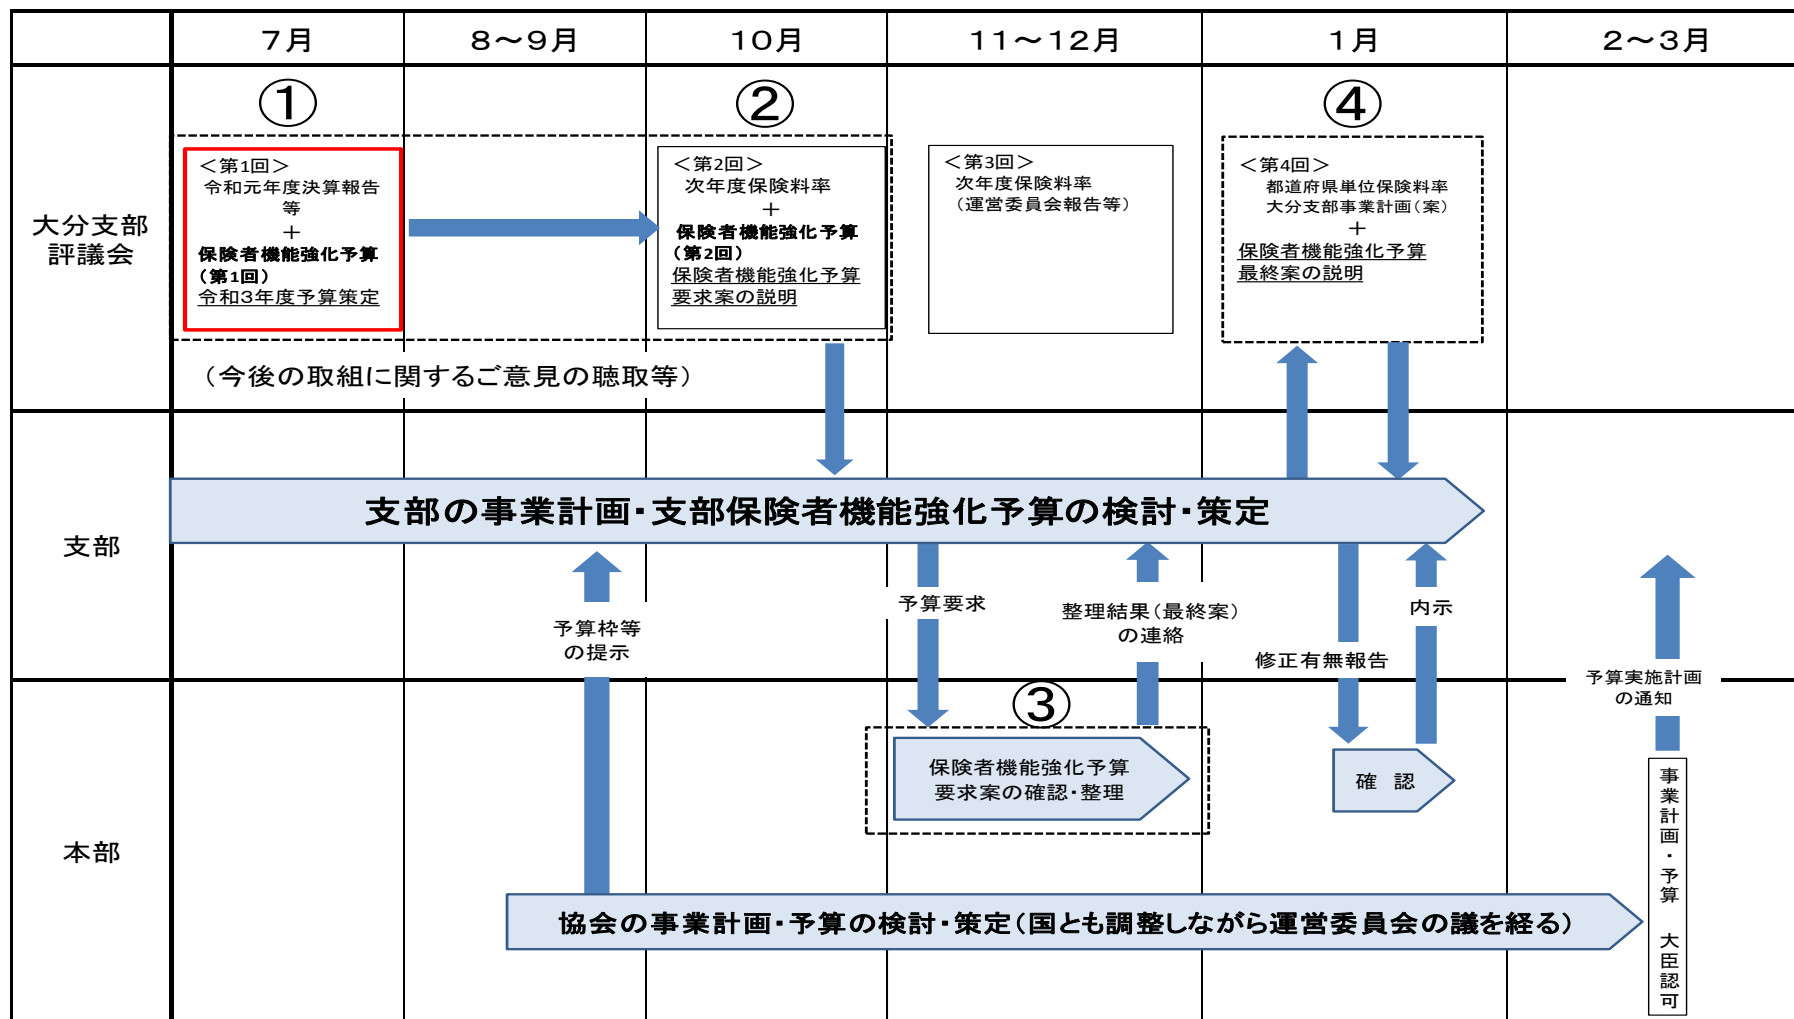 7月
8～9月
10月
11～12月
1月
2～3月
①
②
④
大分支部
評議会
＜第1回＞
令和元年度決算報告
等
＋
保険者機能強化予算
（第1回）
令和3年度予算策定
＜第2回＞
次年度保険料率
＋
保険者機能強化予算
（第2回）
保険者機能強化予算
要求案の説明
＜第3回＞
次年度保険料率
（運営委員会報告等）
＜第4回＞
都道府県単位保険料率
大分支部事業計画（案）
＋
保険者機能強化予算
最終案の説明
（今後の取組に関するご意見の聴取等）
支部
支部の事業計画・支部保険者機能強化予算の検討・策定
予算枠等
の提示
予算要求
整理結果（最終案）
の連絡
修正有無報告
内示
予算実施計画
の通知
本部
③
保険者機能強化予算
要求案の確認・整理
確　認
協会の事業計画・予算の検討・策定（国とも調整しながら運営委員会の議を経る）
事業計画・予算　大臣認可